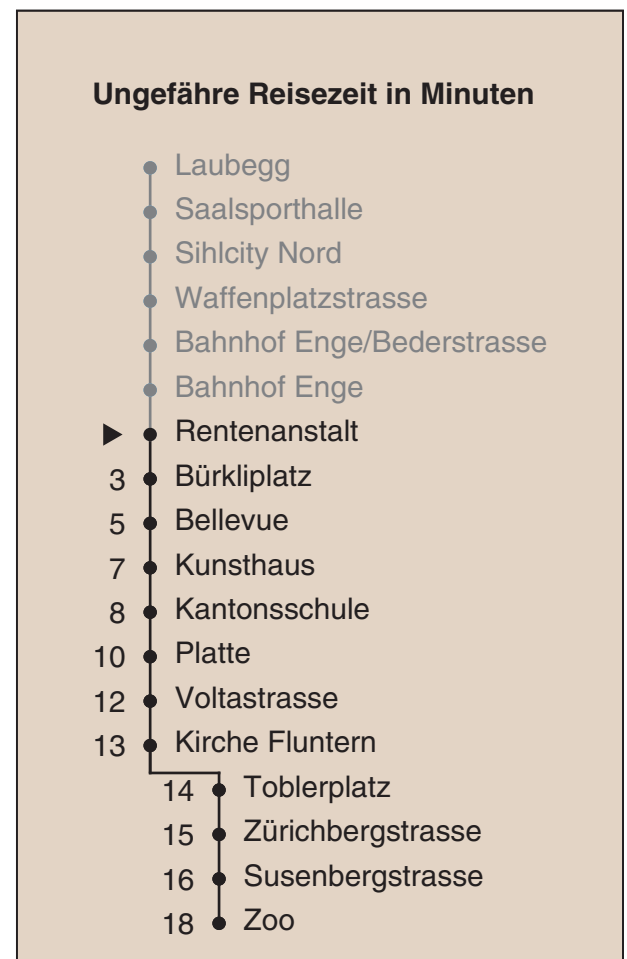 Ungefähre Reisezeit in Minuten
Laubegg
Saalsporthalle
Sihlcity Nord
Waffenplatzstrasse
Bahnhof Enge/Bederstrasse
Bahnhof Enge
Rentenanstalt
3 Bürkliplatz
5 Bellevue
7 Kunsthaus
8 Kantonsschule
10 Platte
12 Voltastrasse
13 Kirche Fluntern
14 Toblerplatz
15 Zürichbergstrasse
16 Susenbergstrasse
18 Zoo